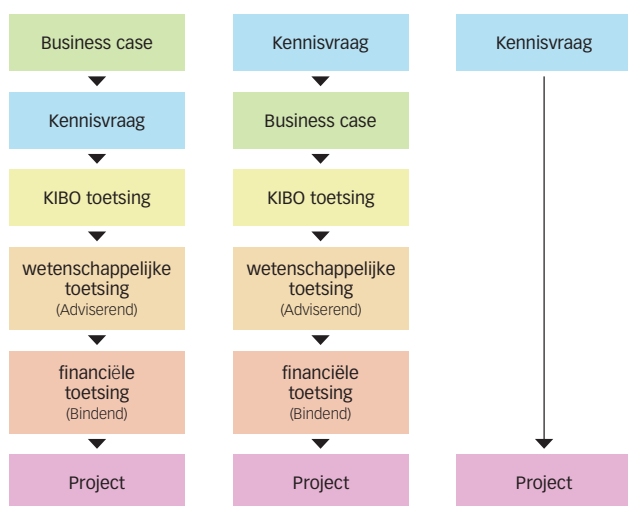 Business case
Kennisvraag
KIBO toetsing
wetenschappelijke
toetsing
(Adviserend)
financiële
toetsing
(Bindend)
Project
Kennisvraag
Business case
KIBO toetsing
wetenschappelijke
toetsing
(Adviserend)
financiële
toetsing
(Bindend)
Project
Kennisvraag
Project